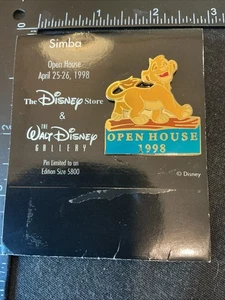 Simba
Open House
April 25-26, 1998
The Disney Store
&
THE
WALT DISNEY
GALLERY
Pin Limited to an
Edition Size 5800
OPEN HOUSE
1998
© Disney